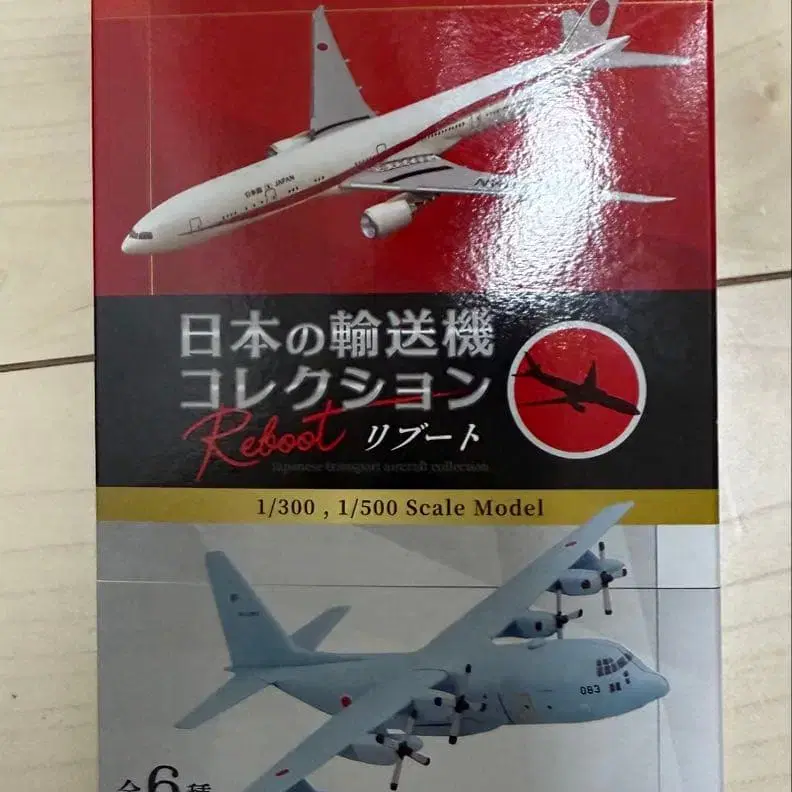 日本国 JAPAN
日本の輸送機
コレクション
Reboot リブート
Japanese transport aircraft collection
1/300 , 1/500 Scale Model
083
全6種